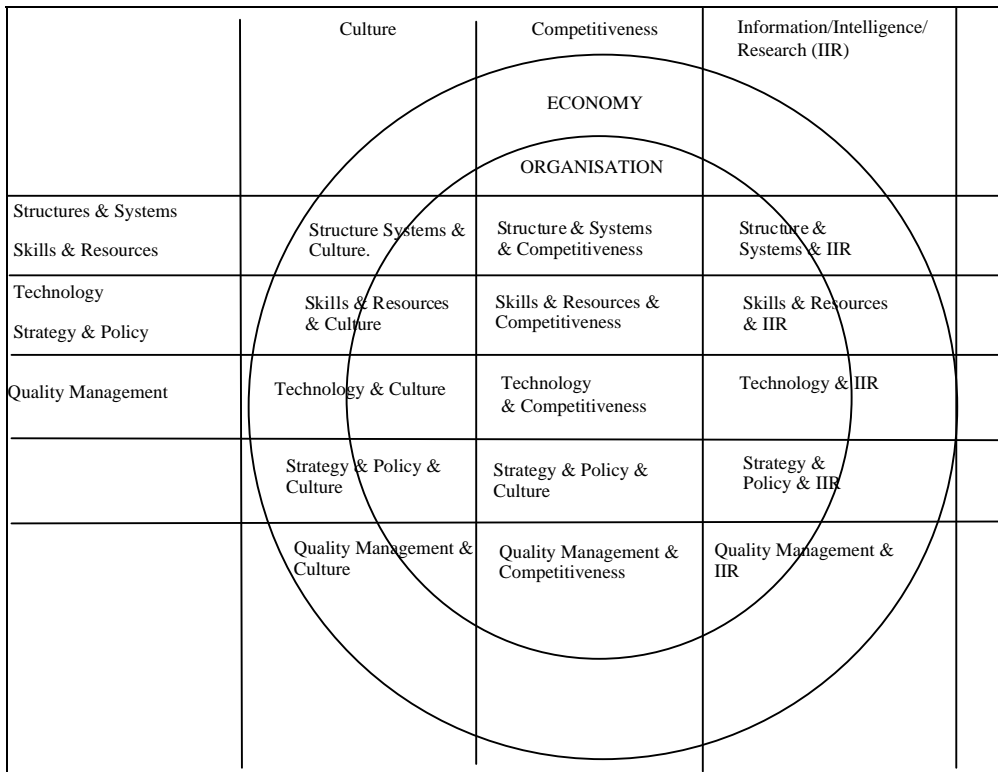 Culture
Competitiveness
Information/Intelligence/
Research (IIR)
ECONOMY
ORGANISATION
Structures & Systems
Skills & Resources
Structure Systems &
Culture.
Structure & Systems
& Competitiveness
Structure &
Systems & IIR
Technology
Strategy & Policy
Skills & Resources
& Culture
Skills & Resources &
Competitiveness
Skills & Resources
& IIR
Quality Management
Technology & Culture
Technology
& Competitiveness
Technology & IIR
Strategy & Policy &
Culture
Strategy & Policy &
Culture
Strategy &
Policy & IIR
Quality Management &
Culture
Quality Management &
Competitiveness
Quality Management &
IIR